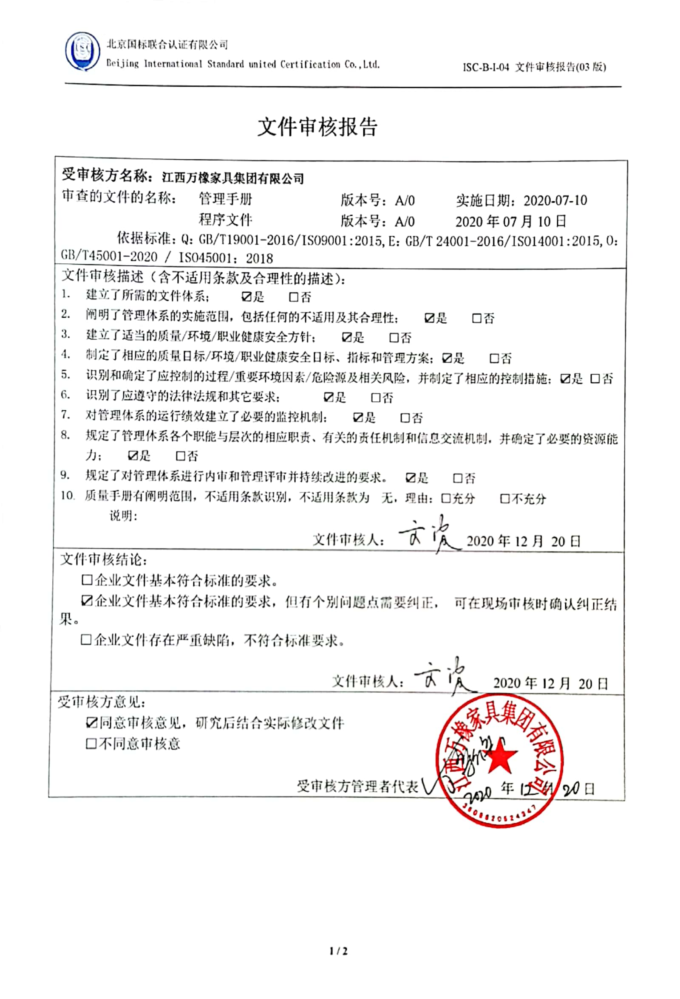 北京国标联合认证有限公司
Beijing International Standard united Certification Co.,Ltd.
ISC-B-I-04 文件审核报告(03版)
文件审核报告
受审核方名称：江西万橡家具集团有限公司
审查的文件的名称： 管理手册 版本号：A/0 实施日期：2020-07-10
程序文件 版本号：A/0 2020年07月10日
依据标准：Q：GB/T19001-2016/ISO9001:2015,E：GB/T 24001-2016/ISO14001:2015,O：
GB/T45001-2020 / ISO45001：2018
文件审核描述（含不适用条款及合理性的描述）：
1. 建立了所需的文件体系； ☑是 □否
2. 阐明了管理体系的实施范围，包括任何的不适用及其合理性； ☑是 □否
3. 建立了适当的质量/环境/职业健康安全方针； ☑是 □否
4. 制定了相应的质量目标/环境/职业健康安全目标、指标和管理方案；☑是 □否
5. 识别和确定了应控制的过程/重要环境因素/危险源及相关风险，并制定了相应的控制措施；☑是 □否
6. 识别了应遵守的法律法规和其它要求； ☑是 □否
7. 对管理体系的运行绩效建立了必要的监控机制； ☑是 □否
8. 规定了管理体系各个职能与层次的相应职责、有关的责任机制和信息交流机制，并确定了必要的资源能
力； ☑是 □否
9. 规定了对管理体系进行内审和管理评审并持续改进的要求。 ☑是 □否
10. 质量手册有阐明范围，不适用条款识别，不适用条款为 无，理由：□充分 □不充分
说明：
文件审核人： 文波 2020年12月 20日
文件审核结论：
□企业文件基本符合标准的要求。
☑企业文件基本符合标准的要求，但有个别问题点需要纠正， 可在现场审核时确认纠正结
果。
□企业文件存在严重缺陷，不符合标准要求。
文件审核人： 文波 2020年12月 20日
受审核方意见：
☑同意审核意见，研究后结合实际修改文件
□不同意审核意
江西万橡家具集团有限公司
受审核方管理者代表
2020 年 12 月 20 日
1 / 2